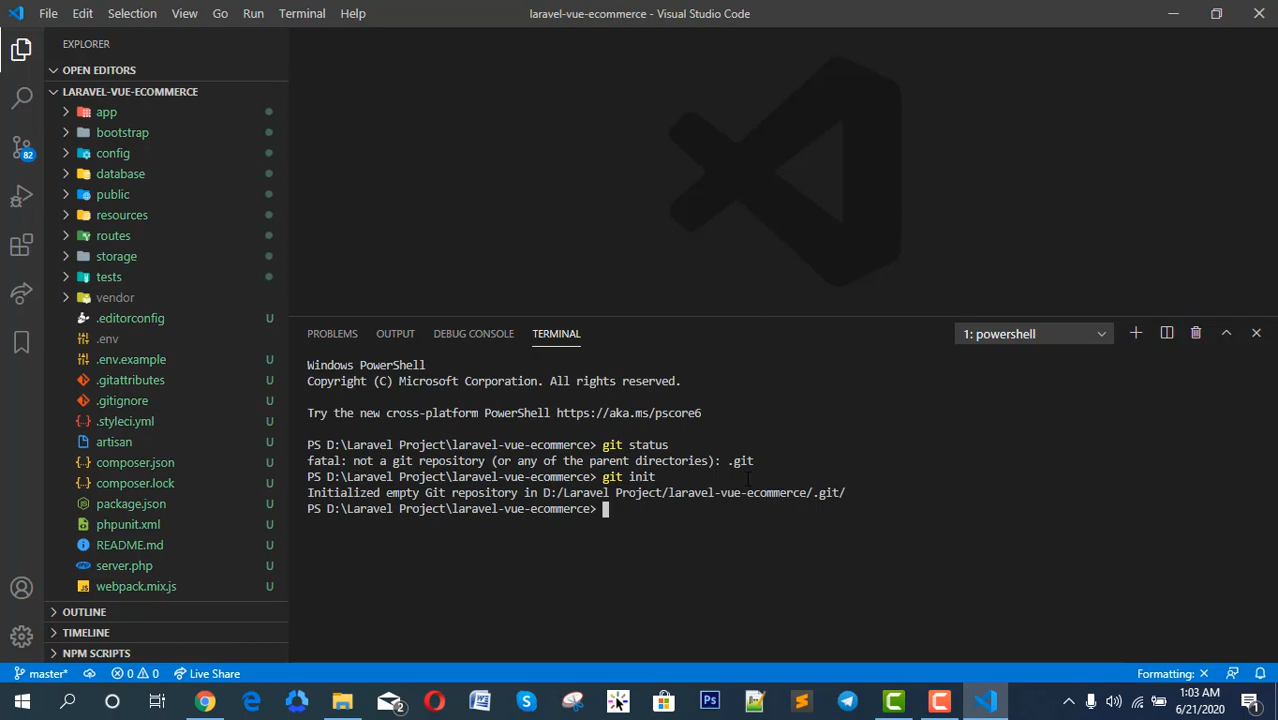 File Edit Selection View Go Run Terminal Help laravel-vue-ecommerce - Visual Studio Code
EXPLORER
OPEN EDITORS
LARAVEL-VUE-ECOMMERCE
app
bootstrap
config
database
public
resources
routes
storage
tests
vendor
.editorconfig U
.env
.env.example U
.gitattributes U
.gitignore U
.styleci.yml U
artisan U
composer.json U
composer.lock U
package.json U
phpunit.xml U
README.md U
server.php U
webpack.mix.js U
OUTLINE
TIMELINE
NPM SCRIPTS
82
PROBLEMS OUTPUT DEBUG CONSOLE TERMINAL 1: powershell
Windows PowerShell
Copyright (C) Microsoft Corporation. All rights reserved.
Try the new cross-platform PowerShell https://aka.ms/pscore6
PS D:\Laravel Project\laravel-vue-ecommerce> git status
fatal: not a git repository (or any of the parent directories): .git
PS D:\Laravel Project\laravel-vue-ecommerce> git init
Initialized empty Git repository in D:/Laravel Project/laravel-vue-ecommerce/.git/
PS D:\Laravel Project\laravel-vue-ecommerce>
master* 0 0 Live Share Formatting: ×
2 W S Ps S C C 1:03 AM
6/21/2020 1